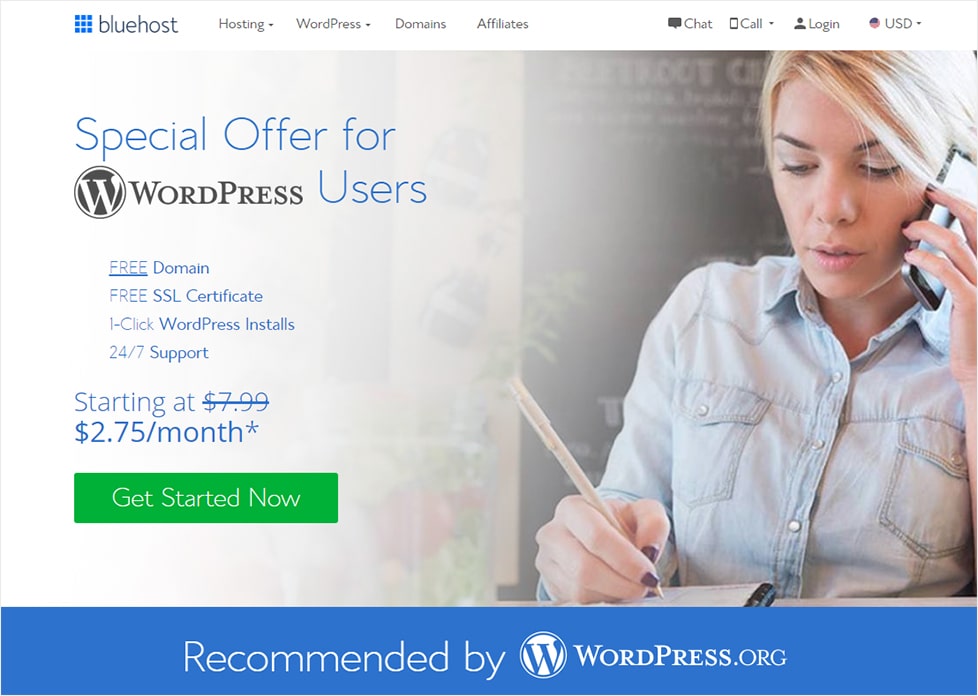 bluehost Hosting WordPress Domains Affiliates Chat Call Login USD
Special Offer for
WORDPRESS Users
FREE Domain
FREE SSL Certificate
1-Click WordPress Installs
24/7 Support
Starting at $7.99
$2.75/month*
Get Started Now
Recommended by WORDPRESS.ORG